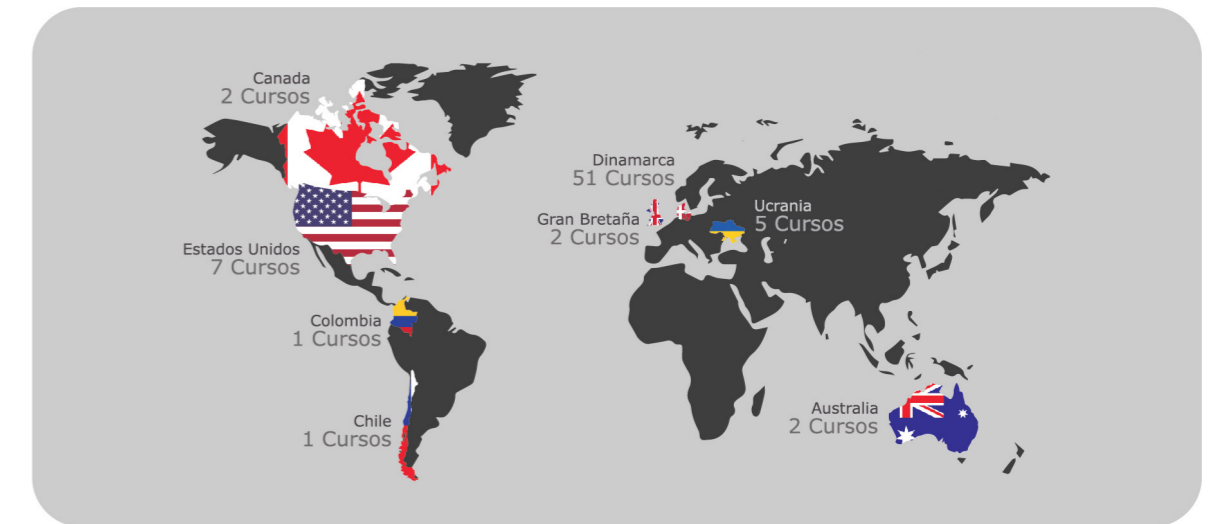 Canada
2 Cursos
Dinamarca
51 Cursos
Ucrania
5 Cursos
Gran Bretaña
2 Cursos
Estados Unidos
7 Cursos
Colombia
1 Cursos
Chile
1 Cursos
Australia
2 Cursos